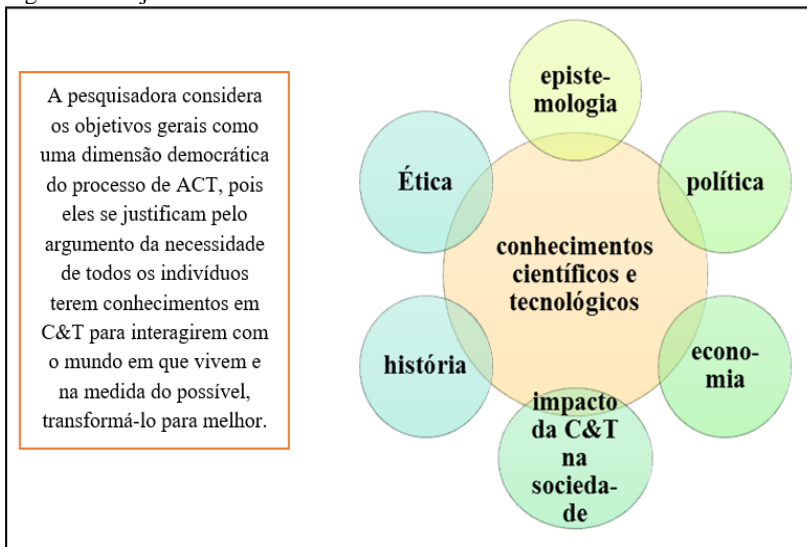 A pesquisadora considera
os objetivos gerais como
uma dimensão democrática
do processo de ACT, pois
eles se justificam pelo
argumento da necessidade
de todos os indivíduos
terem conhecimentos em
C&T para interagirem com
o mundo em que vivem e
na medida do possível,
transformá-lo para melhor.
episte-
mologia
Ética
política
conhecimentos
científicos e
tecnológicos
história
econo-
mia
impacto
da C&T
na
socieda-
de